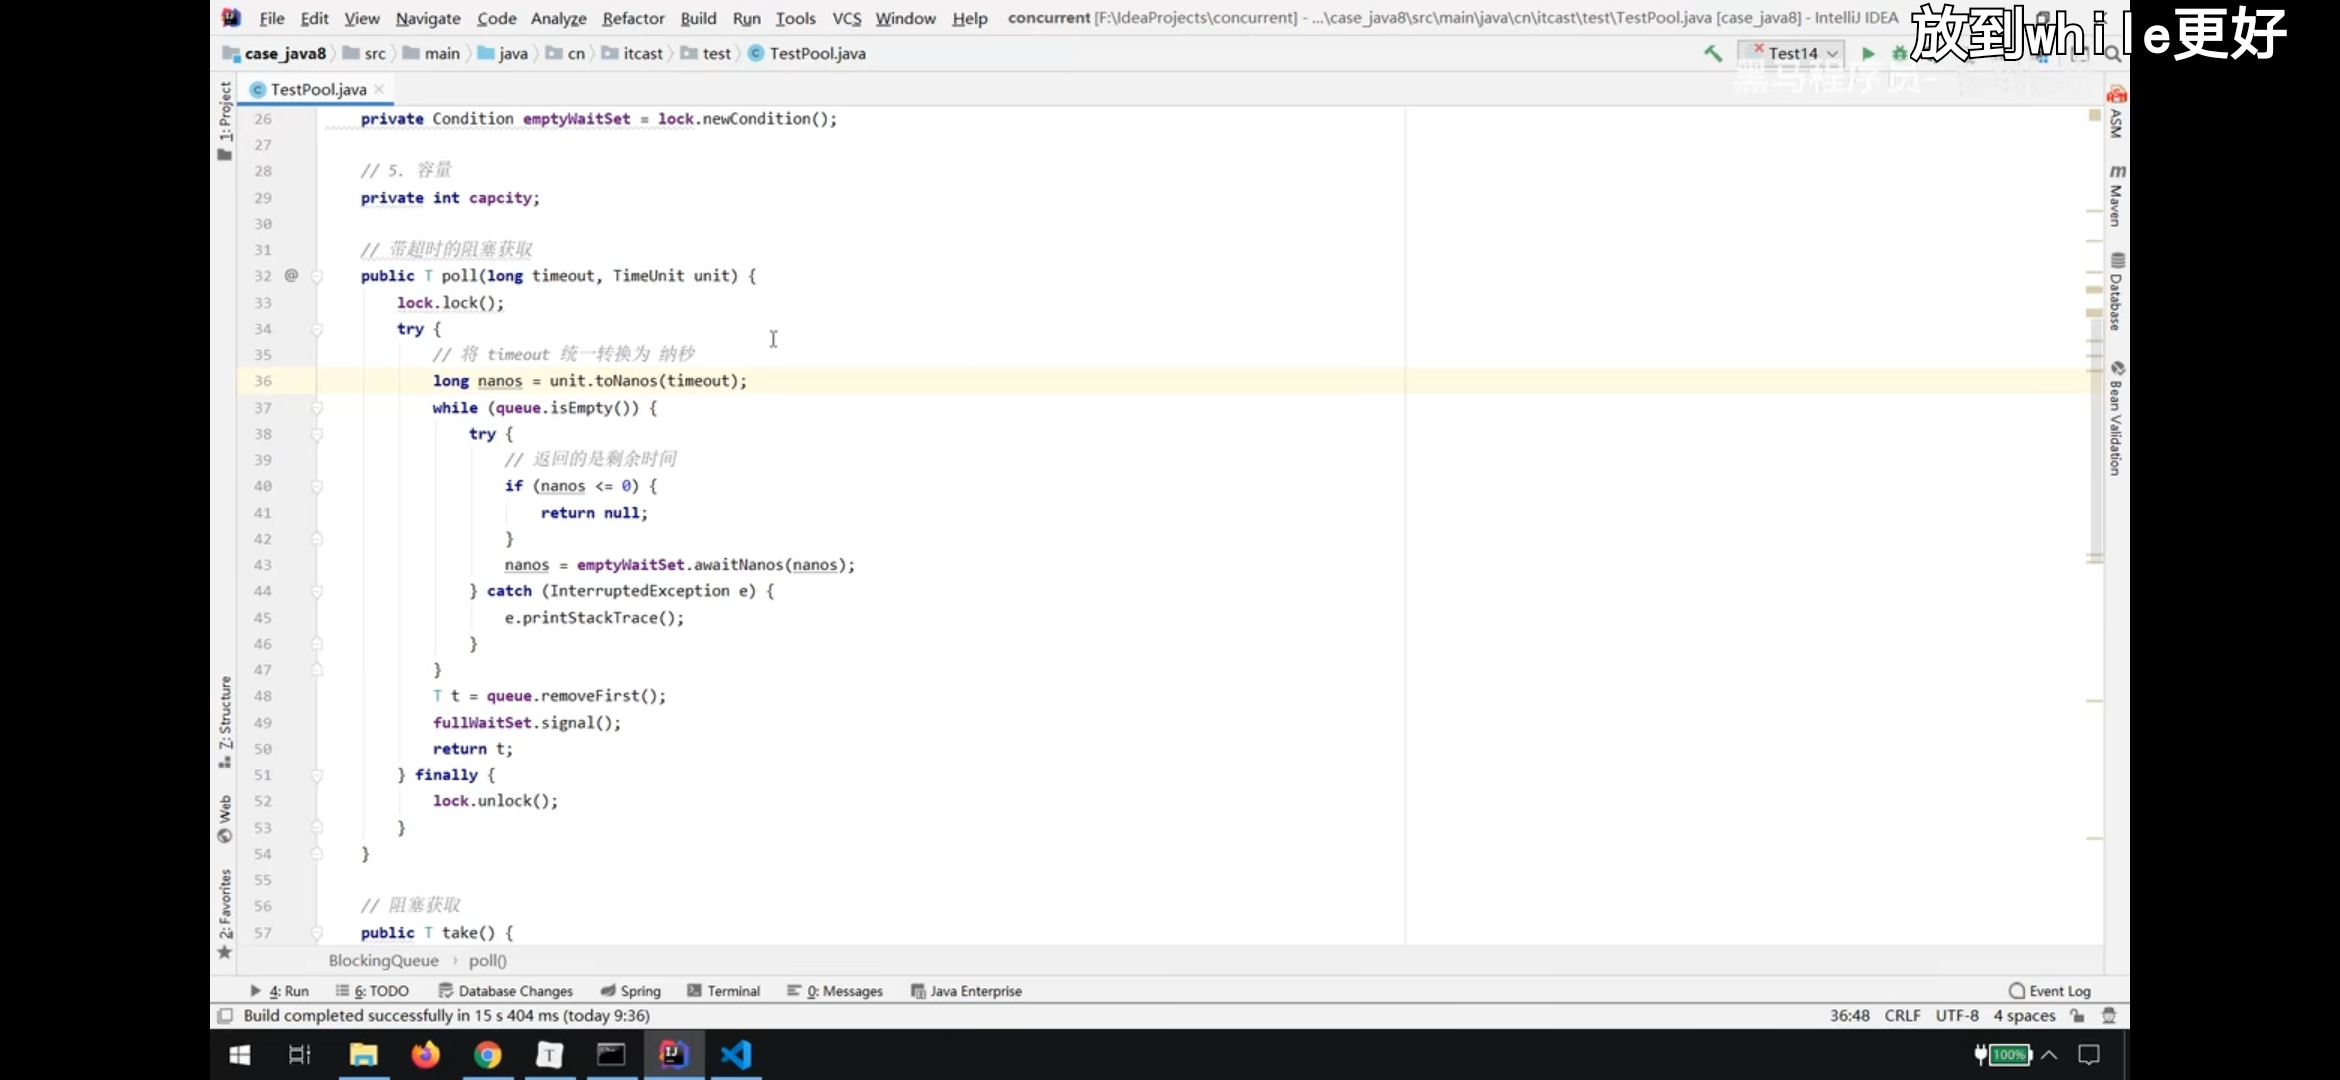 File Edit View Navigate Code Analyze Refactor Build Run Tools VCS Window Help concurrent [F:\IdeaProjects\concurrent] - ...\case_java8\src\main\java\cn\itcast\test\TestPool.java [case_java8] - IntelliJ IDEA
放到while更好
case_java8 src main java cn itcast test TestPool.java
Test14
黑马程序员-
TestPool.java
1: Project
Z: Structure
Web
2: Favorites
26 private Condition emptyWaitSet = lock.newCondition();
27
28 // 5. 容量
29 private int capcity;
30
31 // 带超时的阻塞获取
32 @ public T poll(long timeout, TimeUnit unit) {
33 lock.lock();
34 try {
35 // 将 timeout 统一转换为 纳秒
36 long nanos = unit.toNanos(timeout);
37 while (queue.isEmpty()) {
38 try {
39 // 返回的是剩余时间
40 if (nanos <= 0) {
41 return null;
42 }
43 nanos = emptyWaitSet.awaitNanos(nanos);
44 } catch (InterruptedException e) {
45 e.printStackTrace();
46 }
47 }
48 T t = queue.removeFirst();
49 fullWaitSet.signal();
50 return t;
51 } finally {
52 lock.unlock();
53 }
54 }
55
56 // 阻塞获取
57 public T take() {
ASM
Maven
Database
Bean Validation
BlockingQueue › poll()
4: Run 6: TODO Database Changes Spring Terminal 0: Messages Java Enterprise Event Log
Build completed successfully in 15 s 404 ms (today 9:36) 36:48 CRLF UTF-8 4 spaces
100%